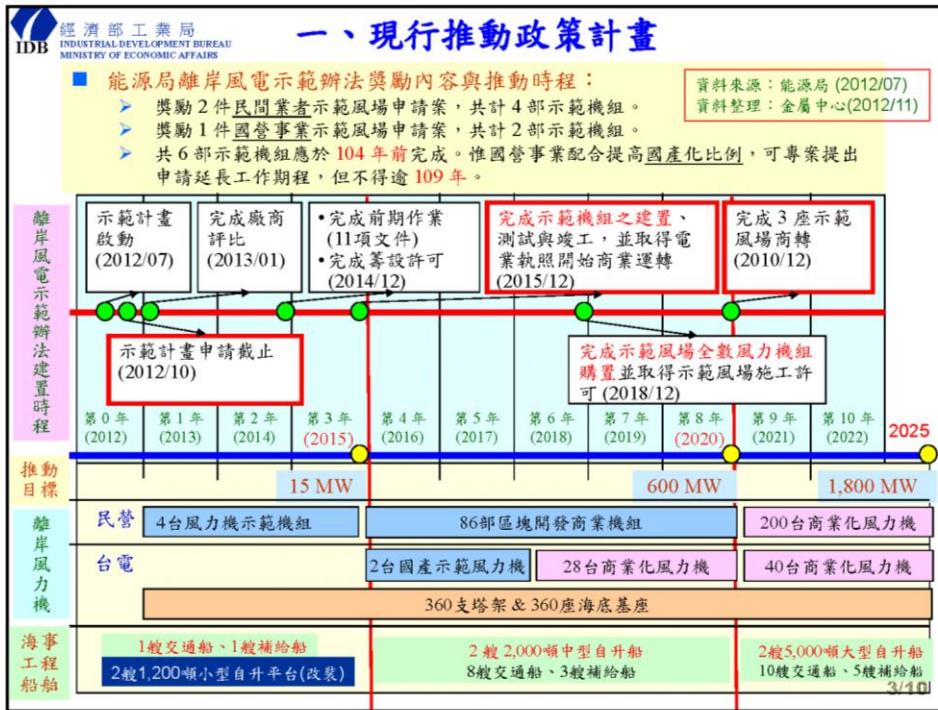 經濟部工業局
IDB
INDUSTRIAL DEVELOPMENT BUREAU
MINISTRY OF ECONOMIC AFFAIRS
一、現行推動政策計畫
■ 能源局離岸風電示範辦法獎勵內容與推動時程：
➢ 獎勵2件民間業者示範風場申請案，共計4部示範機組。
➢ 獎勵1件國營事業示範風場申請案，共計2部示範機組。
➢ 共6部示範機組應於104年前完成。惟國營事業配合提高國產化比例，可專案提出
申請延長工作期程，但不得逾109年。
資料來源：能源局 (2012/07)
資料整理：金屬中心(2012/11)
離岸風電示範辦法建置時程
示範計畫
啟動
(2012/07)
完成廠商
評比
(2013/01)
•完成前期作業
(11項文件)
•完成籌設許可
(2014/12)
完成示範機組之建置、
測試與竣工，並取得電
業執照開始商業運轉
(2015/12)
完成3座示範
風場商轉
(2010/12)
示範計畫申請截止
(2012/10)
完成示範風場全數風力機組
購置並取得示範風場施工許
可 (2018/12)
第0年
(2012)
第1年
(2013)
第2年
(2014)
第3年
(2015)
第4年
(2016)
第5年
(2017)
第6年
(2018)
第7年
(2019)
第8年
(2020)
第9年
(2021)
第10年
(2022)
2025
推動
目標
15 MW
600 MW
1,800 MW
離岸風力機
民營
4台風力機示範機組
86部區塊開發商業機組
200台商業化風力機
台電
2台國產示範風力機
28台商業化風力機
40台商業化風力機
360支塔架 & 360座海底基座
海事
工程
船舶
1艘交通船、1艘補給船
2艘1,200噸小型自升平台(改裝)
2艘 2,000噸中型自升船
8艘交通船、3艘補給船
2艘5,000噸大型自升船
10艘交通船、5艘補給船
3/10